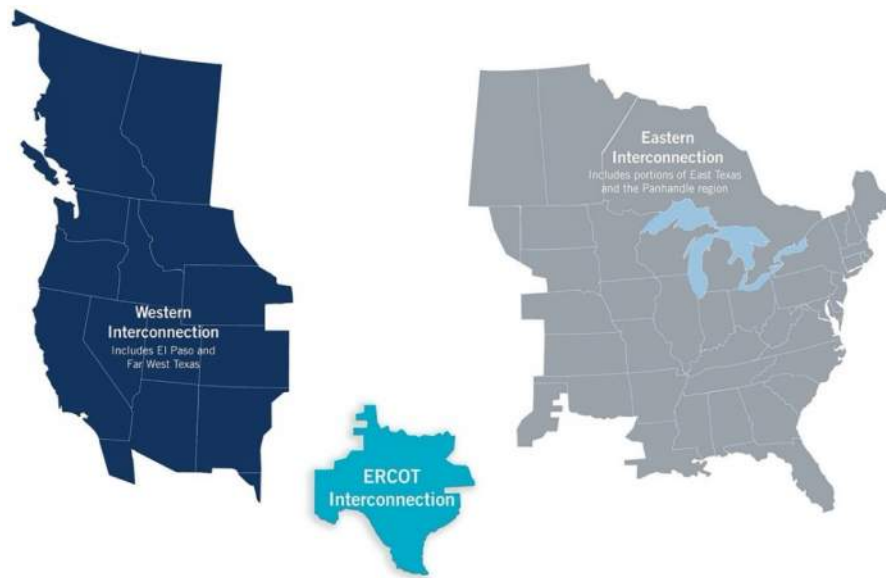 Western
Interconnection
Includes El Paso and
Far West Texas
ERCOT
Interconnection
Eastern
Interconnection
Includes portions of East Texas
and the Panhandle region